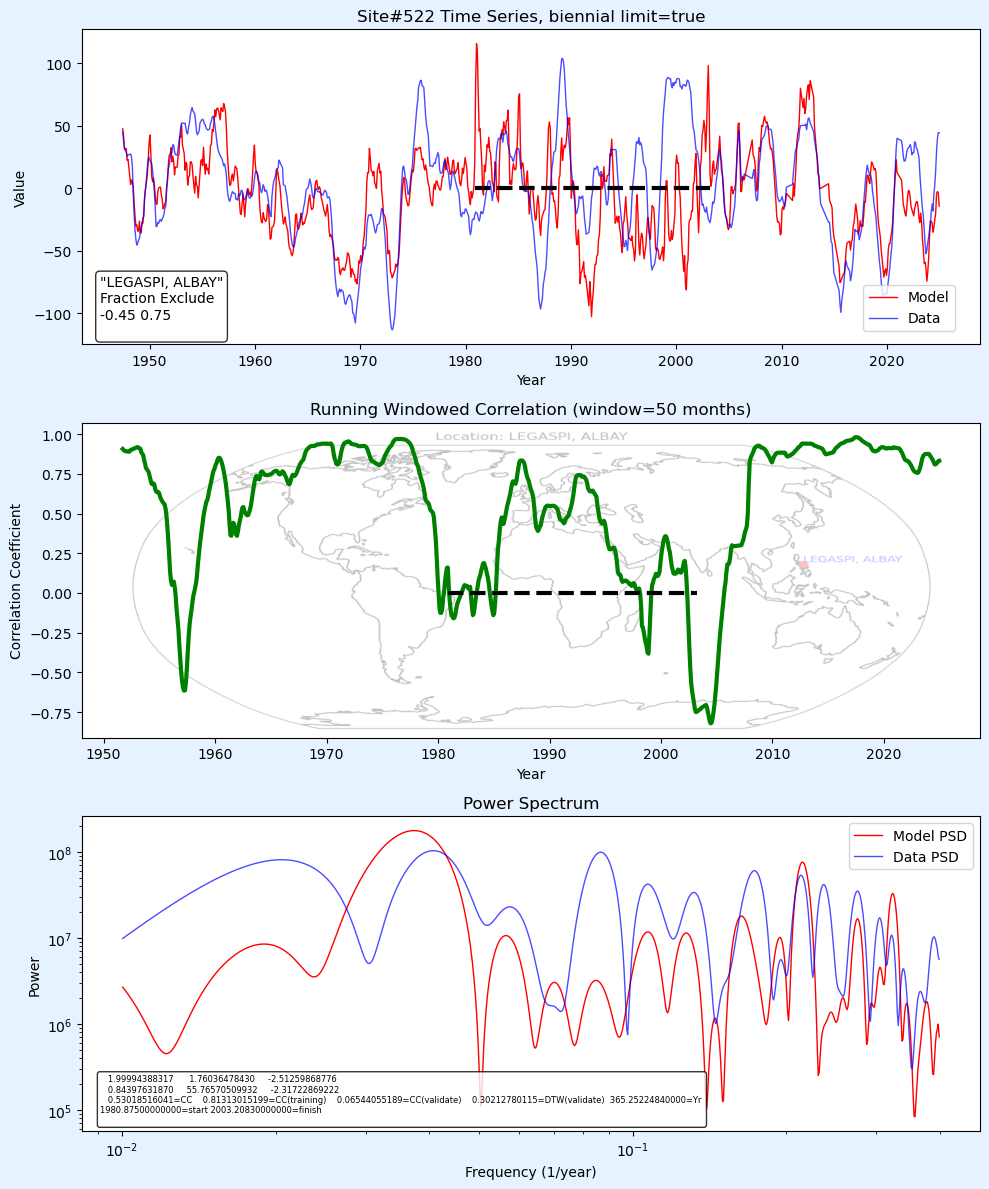 Site#522 Time Series, biennial limit=true
100
50
0
−50
−100
Value
"LEGASPI, ALBAY"
Fraction Exclude
-0.45 0.75
Model
Data
1950 1960 1970 1980 1990 2000 2010 2020
Year
Running Windowed Correlation (window=50 months)
Location: LEGASPI, ALBAY
LEGASPI, ALBAY
1.00
0.75
0.50
0.25
0.00
−0.25
−0.50
−0.75
Correlation Coefficient
1950 1960 1970 1980 1990 2000 2010 2020
Year
Power Spectrum
Model PSD
Data PSD
10^8
10^7
10^6
10^5
Power
1.99994388317 1.76036478430 -2.51259868776
0.84397631870 55.76570509932 -2.31722869222
0.53018516041=CC 0.81313015199=CC(training) 0.06544055189=CC(validate) 0.30212780115=DTW(validate) 365.25224840000=Yr
1980.87500000000=start 2003.20830000000=finish
10^−2 10^−1
Frequency (1/year)